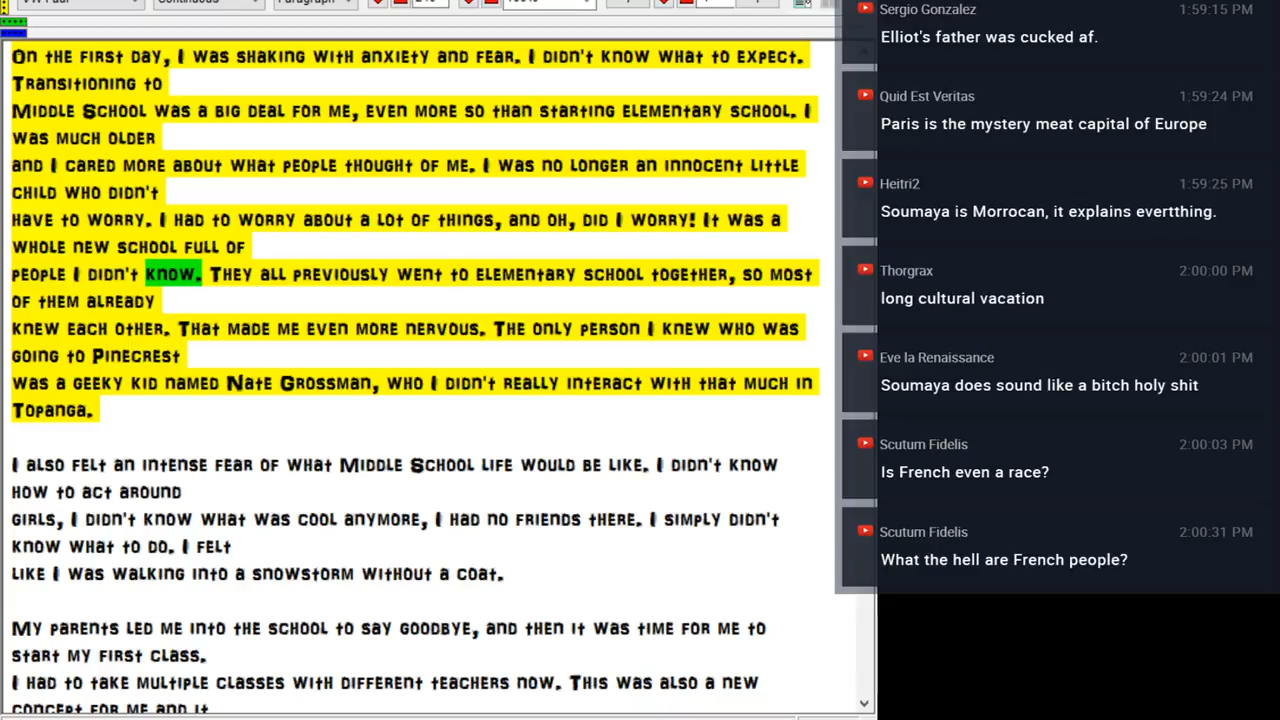 VW Paul
Continuous
Paragraph
On the first day, I was shaking with anxiety and fear. I didn't know what to expect.
Transitioning to
Middle School was a big deal for me, even more so than starting elementary school. I
was much older
and I cared more about what people thought of me. I was no longer an innocent little
child who didn't
have to worry. I had to worry about a lot of things, and oh, did I worry! It was a
whole new school full of
people I didn't know. They all previously went to elementary school together, so most
of them already
knew each other. That made me even more nervous. The only person I knew who was
going to Pinecrest
was a geeky kid named Nate Grossman, who I didn't really interact with that much in
Topanga.
I also felt an intense fear of what Middle School life would be like. I didn't know
how to act around
girls, I didn't know what was cool anymore, I had no friends there. I simply didn't
know what to do. I felt
like I was walking into a snowstorm without a coat.
My parents led me into the school to say goodbye, and then it was time for me to
start my first class.
I had to take multiple classes with different teachers now. This was also a new
concept for me and it
Sergio Gonzalez 1:59:15 PM
Elliot's father was cucked af.
Quid Est Veritas 1:59:24 PM
Paris is the mystery meat capital of Europe
Heitri2 1:59:25 PM
Soumaya is Morrocan, it explains evertthing.
Thorgrax 2:00:00 PM
long cultural vacation
Eve la Renaissance 2:00:01 PM
Soumaya does sound like a bitch holy shit
Scutum Fidelis 2:00:03 PM
Is French even a race?
Scutum Fidelis 2:00:31 PM
What the hell are French people?